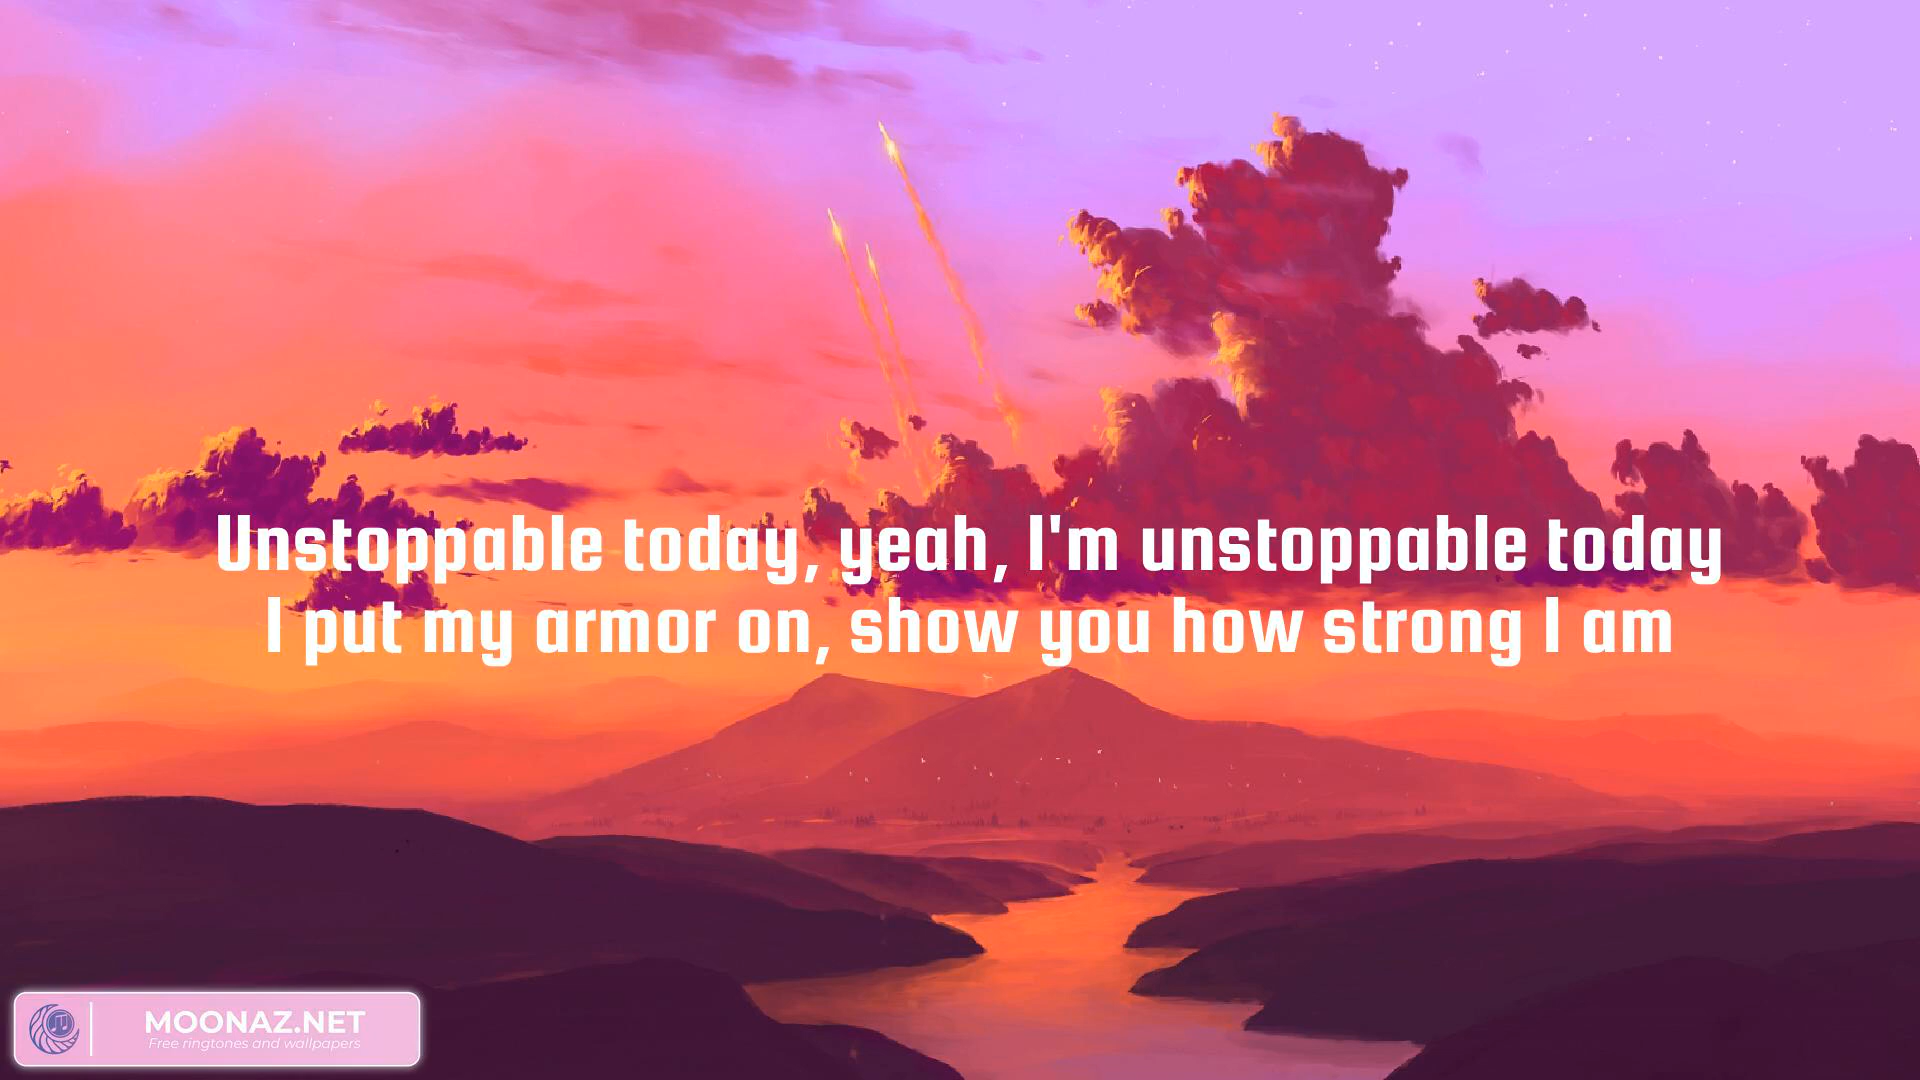 Unstoppable today, yeah, I'm unstoppable today
I put my armor on, show you how strong I am
MOONAZ.NET
Free ringtones and wallpapers